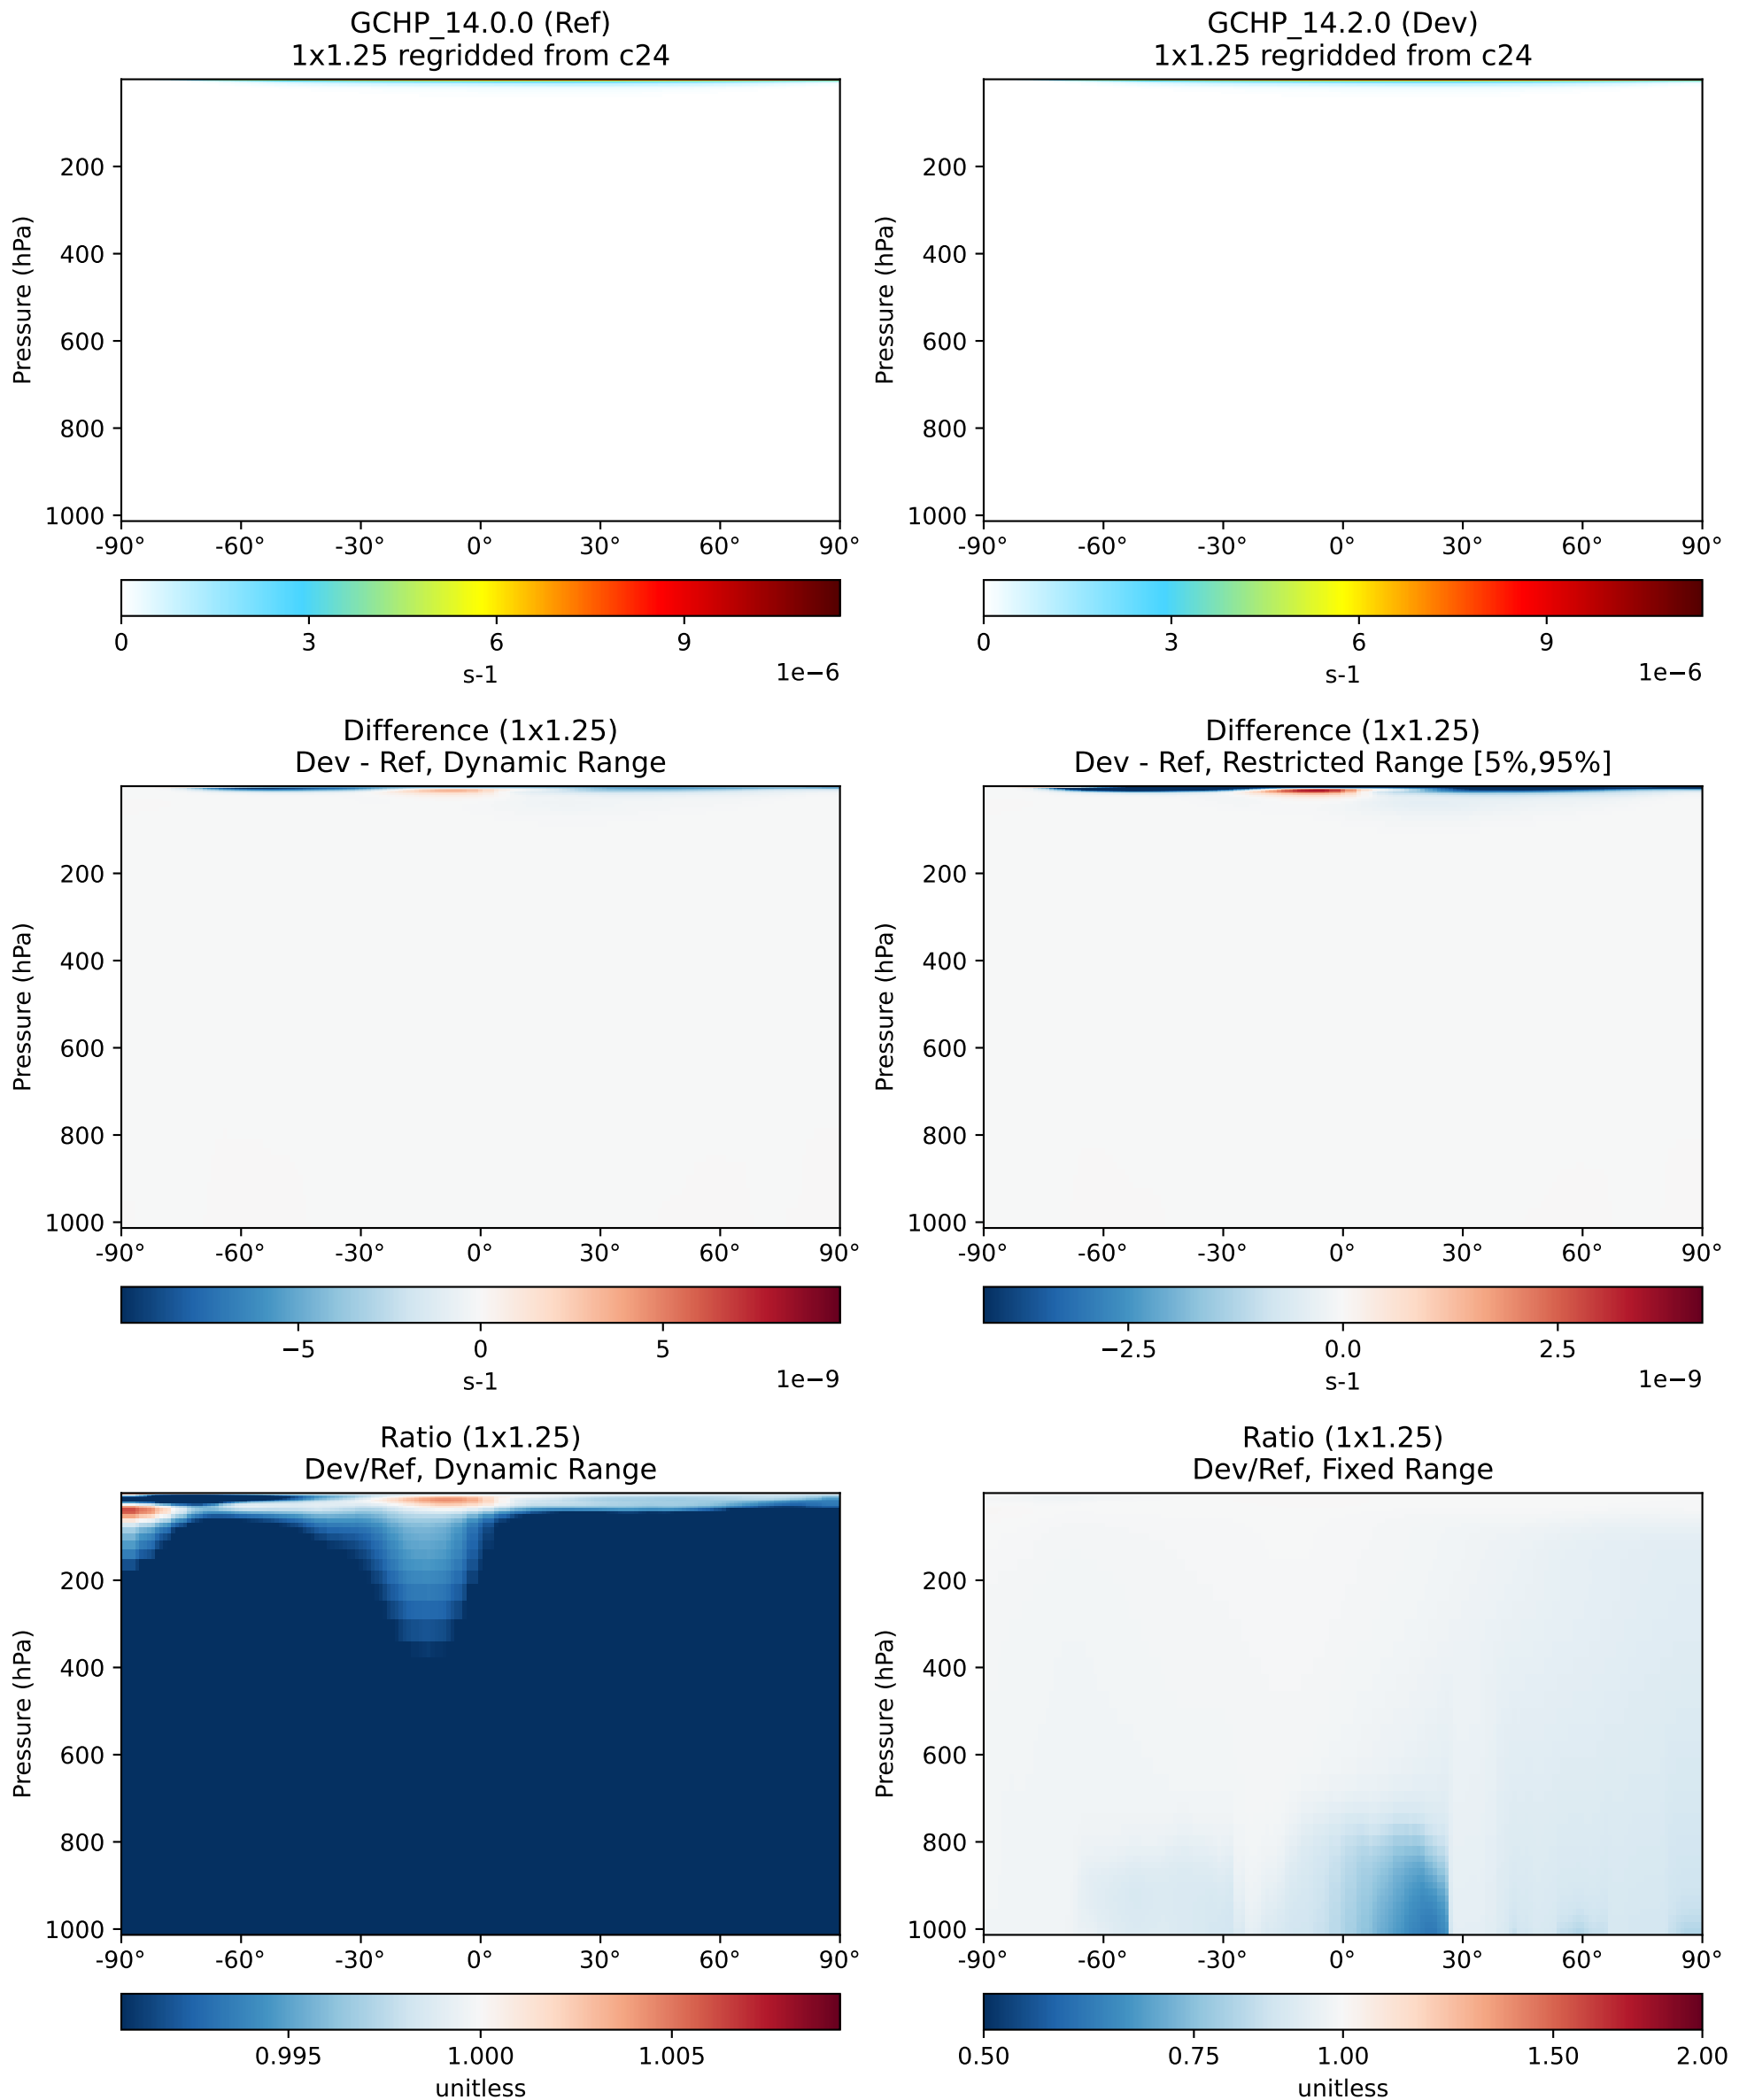 GCHP_14.0.0 (Ref)
1x1.25 regridded from c24
Pressure (hPa)
200
400
600
800
1000
-90° -60° -30° 0° 30° 60° 90°
0 3 6 9
s-1 1e−6
GCHP_14.2.0 (Dev)
1x1.25 regridded from c24
Pressure (hPa)
200
400
600
800
1000
-90° -60° -30° 0° 30° 60° 90°
0 3 6 9
s-1 1e−6
Difference (1x1.25)
Dev - Ref, Dynamic Range
Pressure (hPa)
200
400
600
800
1000
-90° -60° -30° 0° 30° 60° 90°
−5 0 5
s-1 1e−9
Difference (1x1.25)
Dev - Ref, Restricted Range [5%,95%]
Pressure (hPa)
200
400
600
800
1000
-90° -60° -30° 0° 30° 60° 90°
−2.5 0.0 2.5
s-1 1e−9
Ratio (1x1.25)
Dev/Ref, Dynamic Range
Pressure (hPa)
200
400
600
800
1000
-90° -60° -30° 0° 30° 60° 90°
0.995 1.000 1.005
unitless
Ratio (1x1.25)
Dev/Ref, Fixed Range
Pressure (hPa)
200
400
600
800
1000
-90° -60° -30° 0° 30° 60° 90°
0.50 0.75 1.00 1.50 2.00
unitless